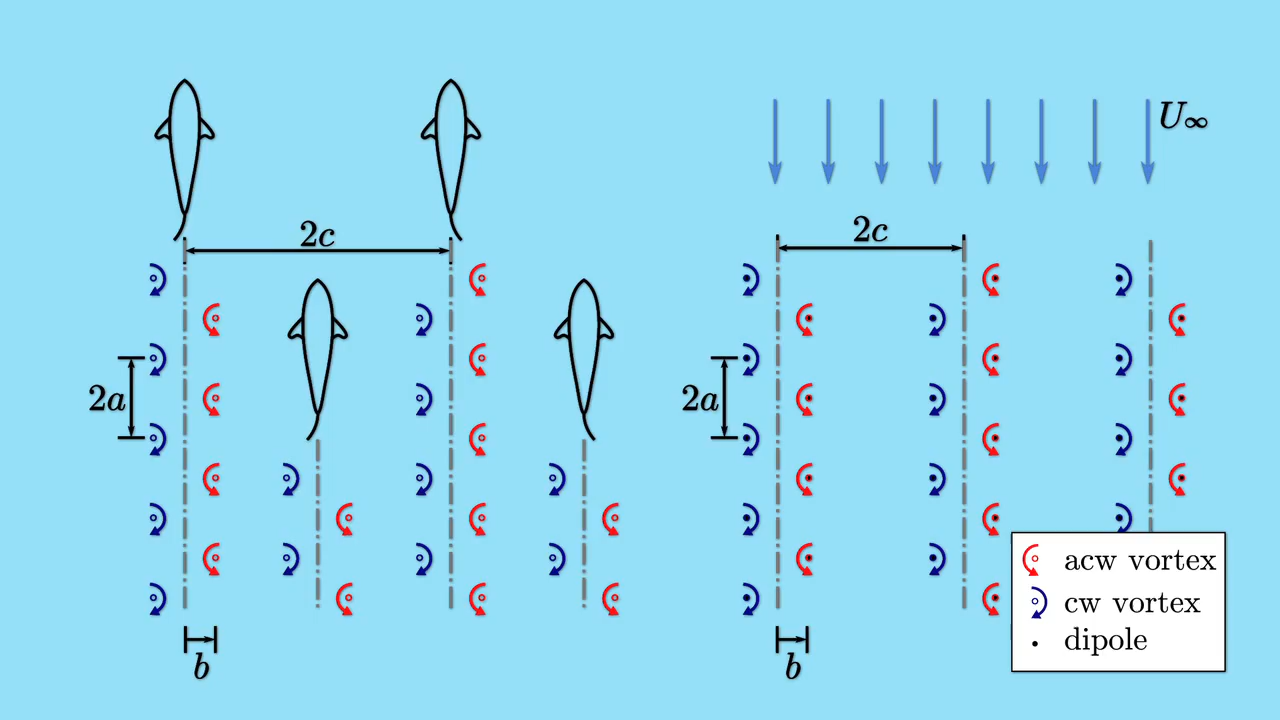 U∞
2c
2c
2a
2a
acw vortex
cw vortex
dipole
b
b